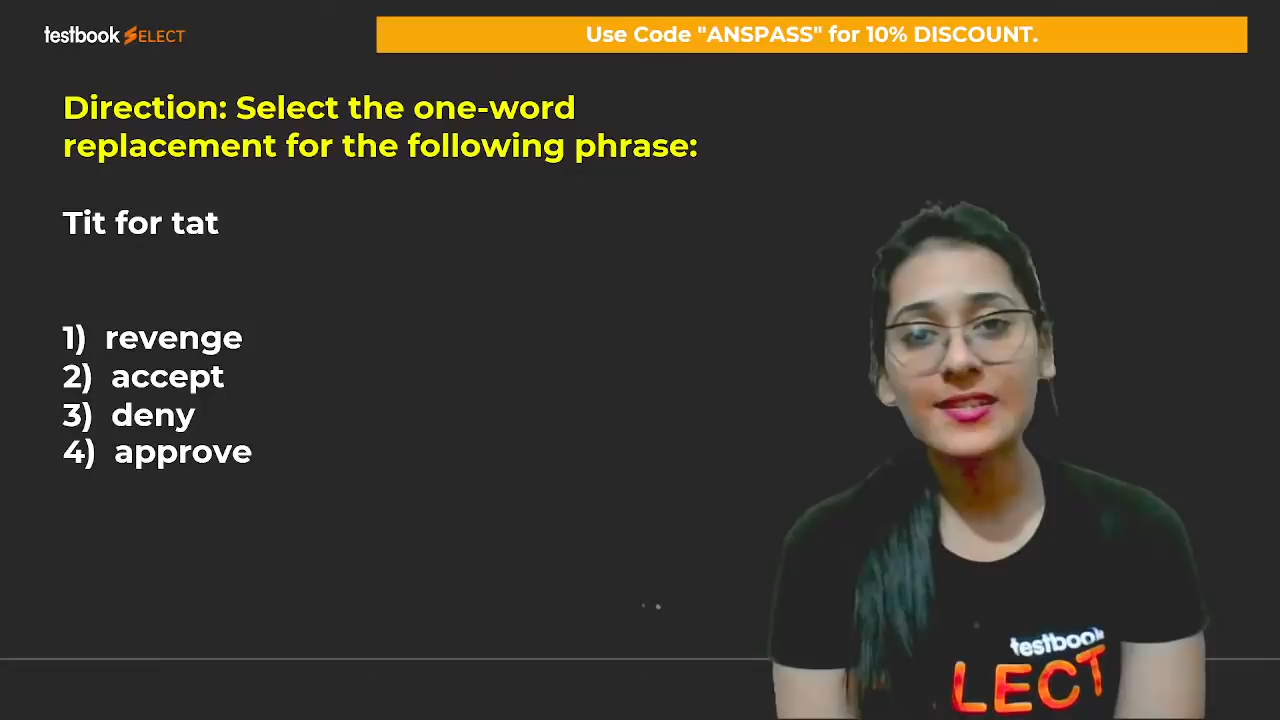 testbook SELECT
Use Code "ANSPASS" for 10% DISCOUNT.
Direction: Select the one-word
replacement for the following phrase:
Tit for tat
1) revenge
2) accept
3) deny
4) approve
testbook
LECT